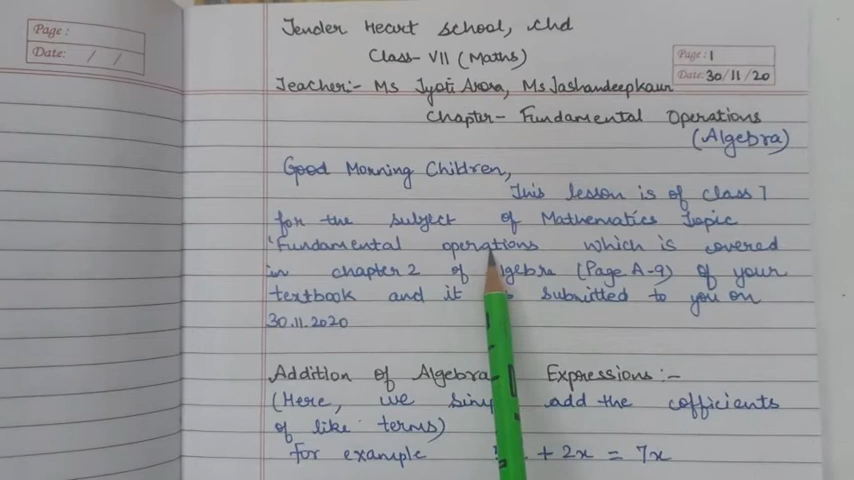 Page:
Date: / /
Tender Heart School, Chd
Class- VII (Maths)
Page: 1
Date: 30/11/20
Teacher:- Ms Jyoti Arora, Ms Jashandeepkaur
Chapter- Fundamental Operations
(Algebra)
Good Morning Children,
This lesson is of class 7
for the subject of Mathematics Topic
'Fundamental operations which is covered
in chapter 2 of Algebra (Page A-9) of your
textbook and it submitted to you on
30.11.2020
Addition of Algebra Expressions:-
(Here, we add the cofficients
of like terms)
for example + 2x = 7x